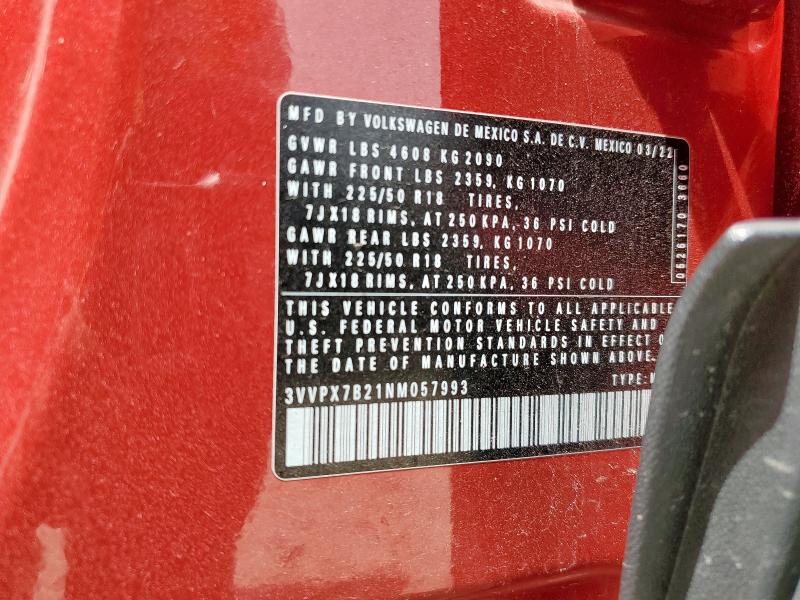 MFD BY VOLKSWAGEN DE MEXICO S.A. DE C.V. MEXICO 03/22
GVWR LBS 4608 KG 2090
GAWR FRONT LBS 2359, KG 1070
WITH 225/50 R18 TIRES,
7JX18 RIMS, AT 250 KPA, 36 PSI COLD
GAWR REAR LBS 2359, KG 1070
WITH 225/50 R18 TIRES,
7JX18 RIMS, AT 250 KPA, 36 PSI COLD
0526170 3660
THIS VEHICLE CONFORMS TO ALL APPLICABLE
U.S. FEDERAL MOTOR VEHICLE SAFETY AND
THEFT PREVENTION STANDARDS IN EFFECT
THE DATE OF MANUFACTURE SHOWN ABOVE.
3VVPX7B21NM057993 TYPE: